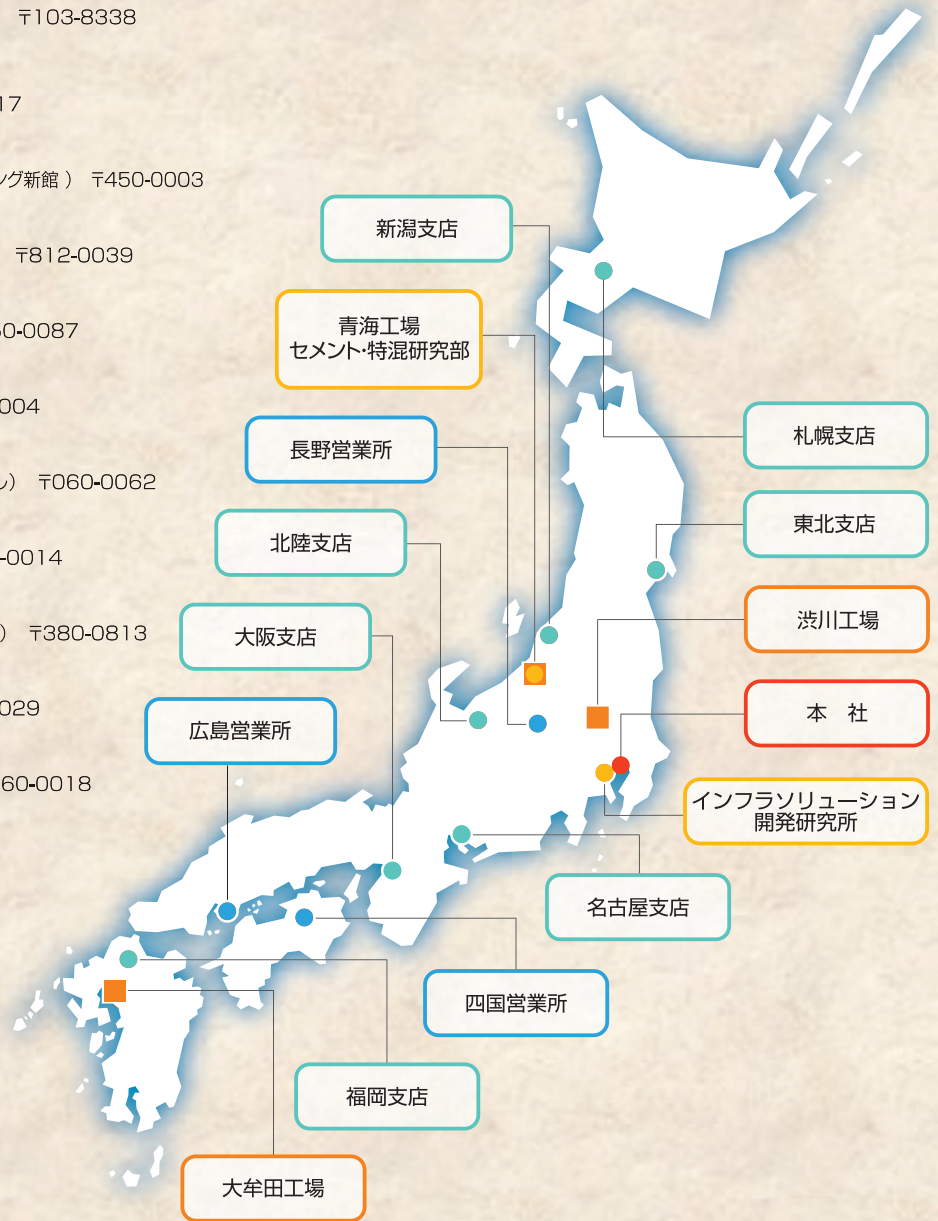 〒103-8338
17
ング新館 ） 〒450-0003
〒812-0039
0-0087
004
ル） 〒060-0062
-0014
） 〒380-0813
029
60-0018
新潟支店
青海工場
セメント・特混研究部
長野営業所
北陸支店
大阪支店
広島営業所
札幌支店
東北支店
渋川工場
本　社
インフラソリューション
開発研究所
名古屋支店
四国営業所
福岡支店
大牟田工場